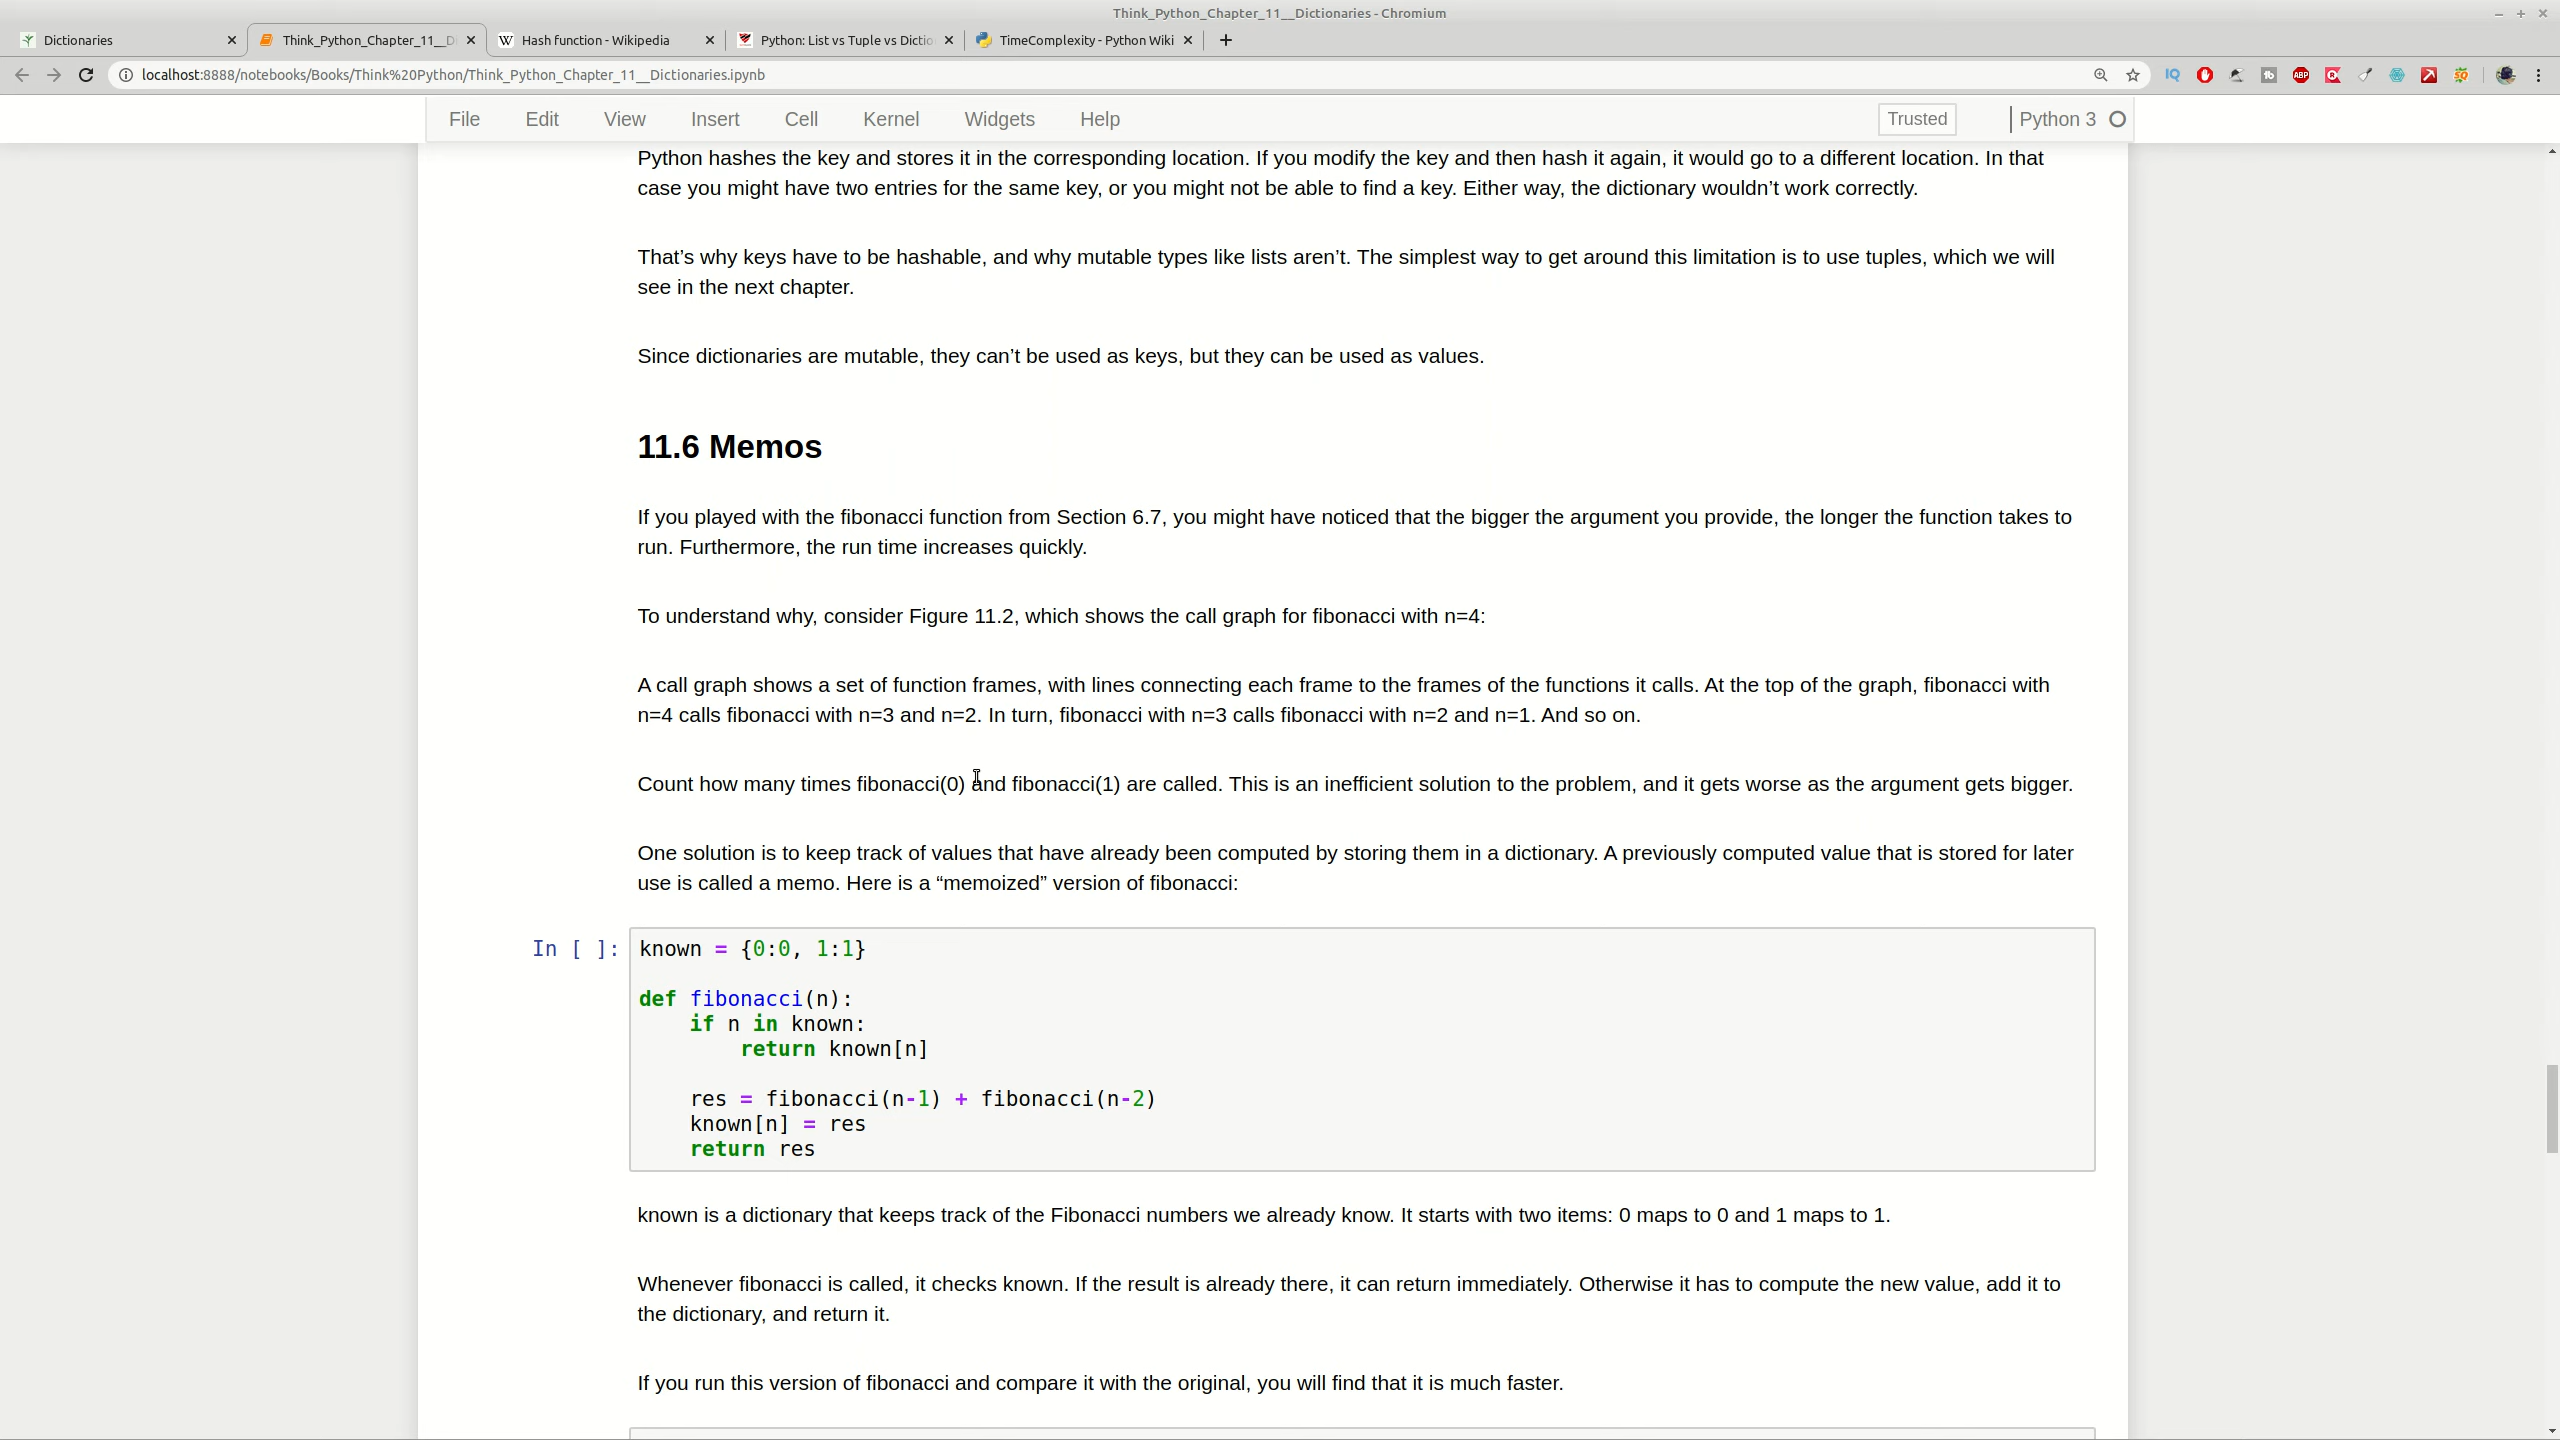 Think_Python_Chapter_11__Dictionaries - Chromium
Dictionaries
Think_Python_Chapter_11__D
Hash function - Wikipedia
Python: List vs Tuple vs Dictio
TimeComplexity - Python Wiki
localhost:8888/notebooks/Books/Think%20Python/Think_Python_Chapter_11__Dictionaries.ipynb
File Edit View Insert Cell Kernel Widgets Help Trusted Python 3
Python hashes the key and stores it in the corresponding location. If you modify the key and then hash it again, it would go to a different location. In that
case you might have two entries for the same key, or you might not be able to find a key. Either way, the dictionary wouldn’t work correctly.
That’s why keys have to be hashable, and why mutable types like lists aren’t. The simplest way to get around this limitation is to use tuples, which we will
see in the next chapter.
Since dictionaries are mutable, they can’t be used as keys, but they can be used as values.
11.6 Memos
If you played with the fibonacci function from Section 6.7, you might have noticed that the bigger the argument you provide, the longer the function takes to
run. Furthermore, the run time increases quickly.
To understand why, consider Figure 11.2, which shows the call graph for fibonacci with n=4:
A call graph shows a set of function frames, with lines connecting each frame to the frames of the functions it calls. At the top of the graph, fibonacci with
n=4 calls fibonacci with n=3 and n=2. In turn, fibonacci with n=3 calls fibonacci with n=2 and n=1. And so on.
Count how many times fibonacci(0) and fibonacci(1) are called. This is an inefficient solution to the problem, and it gets worse as the argument gets bigger.
One solution is to keep track of values that have already been computed by storing them in a dictionary. A previously computed value that is stored for later
use is called a memo. Here is a “memoized” version of fibonacci:
In [ ]: known = {0:0, 1:1}
def fibonacci(n):
    if n in known:
        return known[n]
    res = fibonacci(n-1) + fibonacci(n-2)
    known[n] = res
    return res
known is a dictionary that keeps track of the Fibonacci numbers we already know. It starts with two items: 0 maps to 0 and 1 maps to 1.
Whenever fibonacci is called, it checks known. If the result is already there, it can return immediately. Otherwise it has to compute the new value, add it to
the dictionary, and return it.
If you run this version of fibonacci and compare it with the original, you will find that it is much faster.